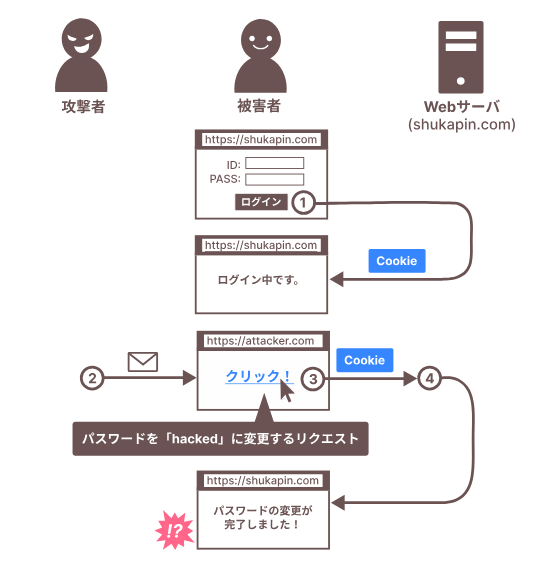 攻撃者
被害者
Webサーバ
(shukapin.com)
https://shukapin.com
ID:
PASS:
ログイン
1
https://shukapin.com
Cookie
ログイン中です。
https://attacker.com
2
クリック！
3
Cookie
4
パスワードを「hacked」に変更するリクエスト
https://shukapin.com
パスワードの変更が
完了しました！
!?